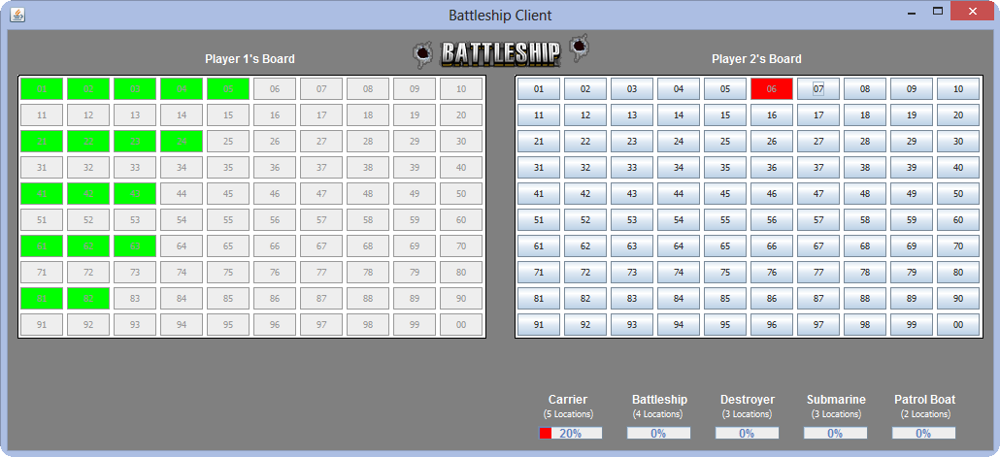 Battleship Client
BATTLESHIP
Player 1's Board
Player 2's Board
01 02 03 04 05 06 07 08 09 10
11 12 13 14 15 16 17 18 19 20
21 22 23 24 25 26 27 28 29 30
31 32 33 34 35 36 37 38 39 40
41 42 43 44 45 46 47 48 49 50
51 52 53 54 55 56 57 58 59 60
61 62 63 64 65 66 67 68 69 70
71 72 73 74 75 76 77 78 79 80
81 82 83 84 85 86 87 88 89 90
91 92 93 94 95 96 97 98 99 00
01 02 03 04 05 06 07 08 09 10
11 12 13 14 15 16 17 18 19 20
21 22 23 24 25 26 27 28 29 30
31 32 33 34 35 36 37 38 39 40
41 42 43 44 45 46 47 48 49 50
51 52 53 54 55 56 57 58 59 60
61 62 63 64 65 66 67 68 69 70
71 72 73 74 75 76 77 78 79 80
81 82 83 84 85 86 87 88 89 90
91 92 93 94 95 96 97 98 99 00
Carrier Battleship Destroyer Submarine Patrol Boat
(5 Locations) (4 Locations) (3 Locations) (3 Locations) (2 Locations)
20% 0% 0% 0% 0%